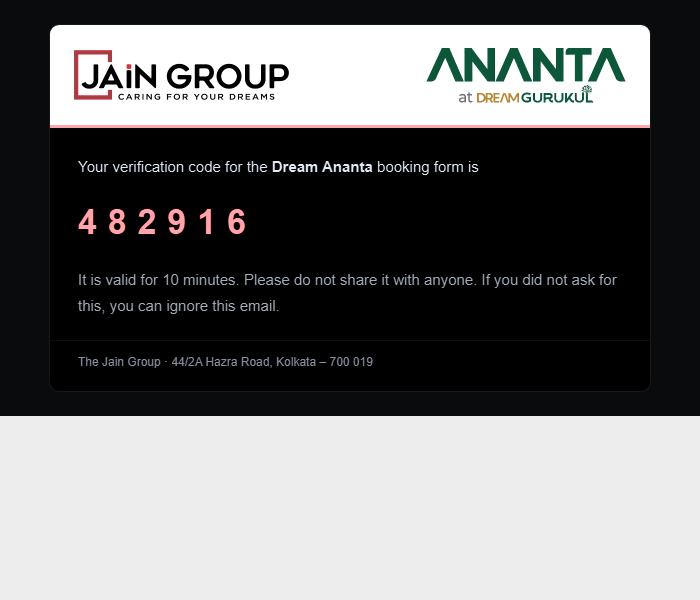 JAiN GROUP
CARING FOR YOUR DREAMS
ANANTA
at DREAM GURUKUL
Your verification code for the Dream Ananta booking form is
4 8 2 9 1 6
It is valid for 10 minutes. Please do not share it with anyone. If you did not ask for
this, you can ignore this email.
The Jain Group · 44/2A Hazra Road, Kolkata – 700 019